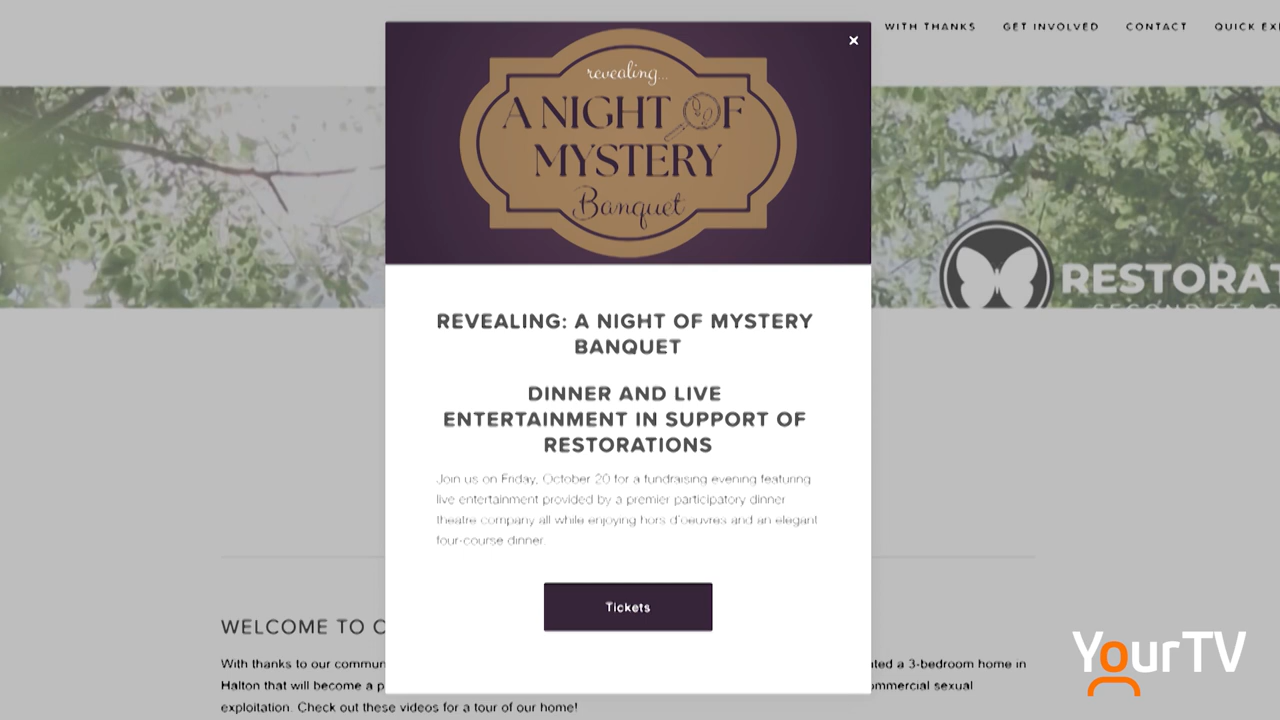 WITH THANKS GET INVOLVED CONTACT QUICK
revealing...
A NIGHT OF
MYSTERY
Banquet
RESTORAT
REVEALING: A NIGHT OF MYSTERY
BANQUET
DINNER AND LIVE
ENTERTAINMENT IN SUPPORT OF
RESTORATIONS
Join us on Friday, October 20 for a fundraising evening featuring
live entertainment provided by a premier participatory dinner
theatre company all while enjoying hors d'oeuvres and an elegant
four-course dinner.
Tickets
WELCOME TO
With thanks to our a 3-bedroom home in
Halton that will become a sexual
exploitation. Check out these videos for a tour of our home!
YourTV